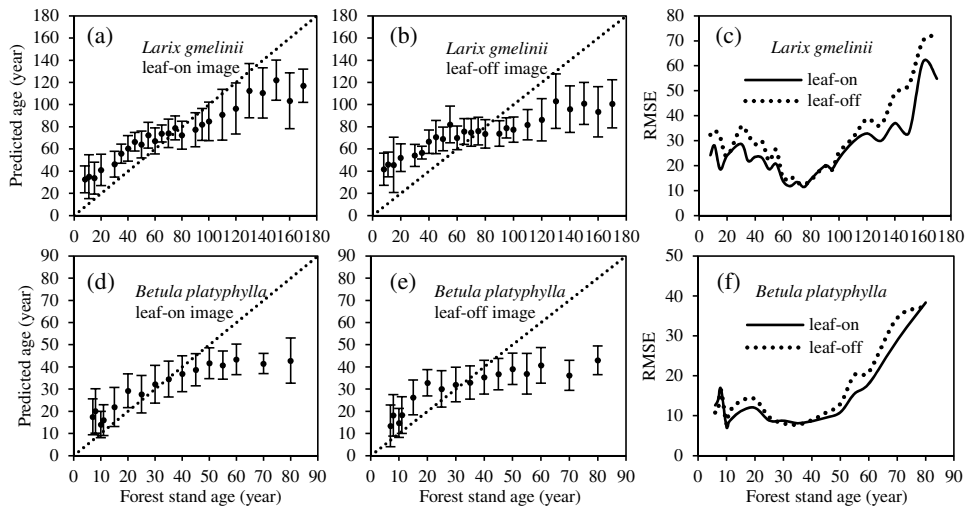 (a)
Larix gmelinii
leaf-on image
Predicted age (year)
180
160
140
120
100
80
60
40
20
0
0 20 40 60 80 100 120 140 160 180
(b)
Larix gmelinii
leaf-off image
180
160
140
120
100
80
60
40
20
0
0 20 40 60 80 100 120 140 160 180
(c)
Larix gmelinii
leaf-on
leaf-off
RMSE
80
70
60
50
40
30
20
10
0
0 20 40 60 80 100 120 140 160 180
(d)
Betula platyphylla
leaf-on image
Predicted age (year)
90
80
70
60
50
40
30
20
10
0
0 10 20 30 40 50 60 70 80 90
Forest stand age (year)
(e)
Betula platyphylla
leaf-off image
90
80
70
60
50
40
30
20
10
0
0 10 20 30 40 50 60 70 80 90
Forest stand age (year)
(f)
Betula platyphylla
leaf-on
leaf-off
RMSE
50
40
30
20
10
0
0 10 20 30 40 50 60 70 80 90
Forest stand age (year)